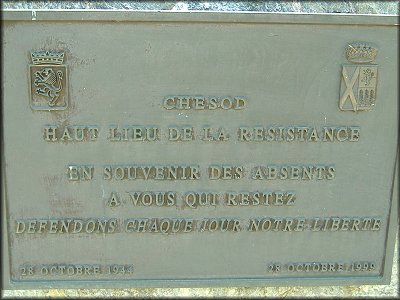 CHESOD
HAUT LIEU DE LA RESISTANCE
EN SOUVENIR DES ABSENTS
A VOUS QUI RESTEZ
DEFENDONS CHAQUE JOUR NOTRE LIBERTE
28 OCTOBRE 1944 28 OCTOBRE 1999